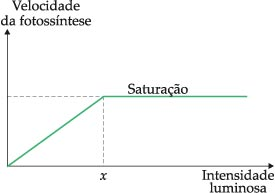 Velocidade
da fotossíntese
Saturação
x
Intensidade
luminosa